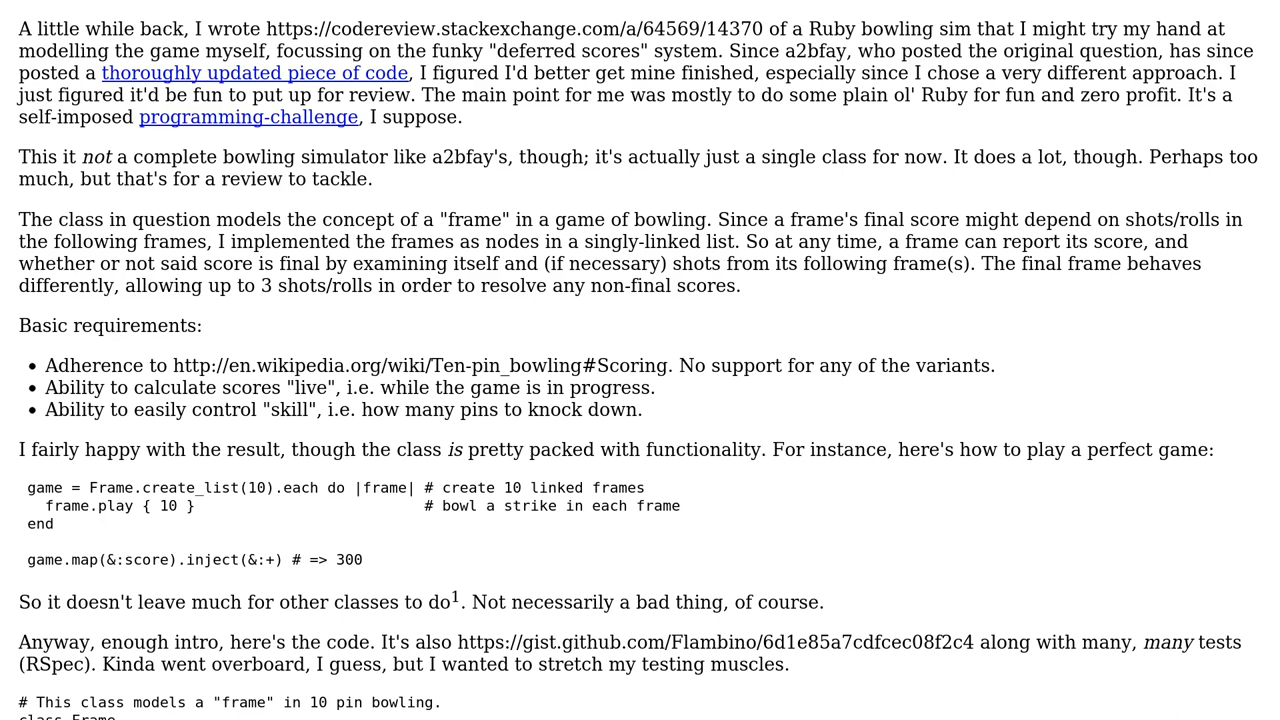 A little while back, I wrote https://codereview.stackexchange.com/a/64569/14370 of a Ruby bowling sim that I might try my hand at
modelling the game myself, focussing on the funky "deferred scores" system. Since a2bfay, who posted the original question, has since
posted a thoroughly updated piece of code, I figured I'd better get mine finished, especially since I chose a very different approach. I
just figured it'd be fun to put up for review. The main point for me was mostly to do some plain ol' Ruby for fun and zero profit. It's a
self-imposed programming-challenge, I suppose.
This it not a complete bowling simulator like a2bfay's, though; it's actually just a single class for now. It does a lot, though. Perhaps too
much, but that's for a review to tackle.
The class in question models the concept of a "frame" in a game of bowling. Since a frame's final score might depend on shots/rolls in
the following frames, I implemented the frames as nodes in a singly-linked list. So at any time, a frame can report its score, and
whether or not said score is final by examining itself and (if necessary) shots from its following frame(s). The final frame behaves
differently, allowing up to 3 shots/rolls in order to resolve any non-final scores.
Basic requirements:
• Adherence to http://en.wikipedia.org/wiki/Ten-pin_bowling#Scoring. No support for any of the variants.
• Ability to calculate scores "live", i.e. while the game is in progress.
• Ability to easily control "skill", i.e. how many pins to knock down.
I fairly happy with the result, though the class is pretty packed with functionality. For instance, here's how to play a perfect game:
game = Frame.create_list(10).each do |frame| # create 10 linked frames
  frame.play { 10 }                          # bowl a strike in each frame
end
game.map(&:score).inject(&:+) # => 300
So it doesn't leave much for other classes to do1. Not necessarily a bad thing, of course.
Anyway, enough intro, here's the code. It's also https://gist.github.com/Flambino/6d1e85a7cdfcec08f2c4 along with many, many tests
(RSpec). Kinda went overboard, I guess, but I wanted to stretch my testing muscles.
# This class models a "frame" in 10 pin bowling.
class Frame